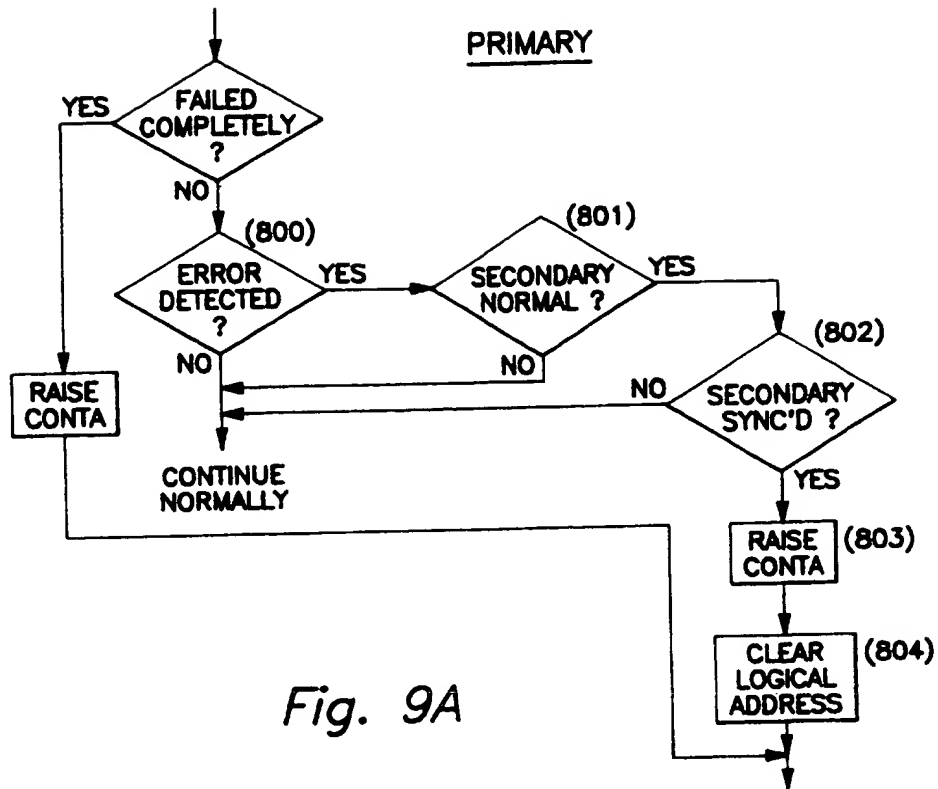 PRIMARY
FAILED
COMPLETELY
?
YES
NO
(800)
ERROR
DETECTED
?
YES
NO
(801)
SECONDARY
NORMAL ?
YES
NO
(802)
SECONDARY
SYNC'D ?
NO
YES
RAISE
CONTA
CONTINUE
NORMALLY
RAISE
CONTA
(803)
CLEAR
LOGICAL
ADDRESS
(804)
Fig. 9A